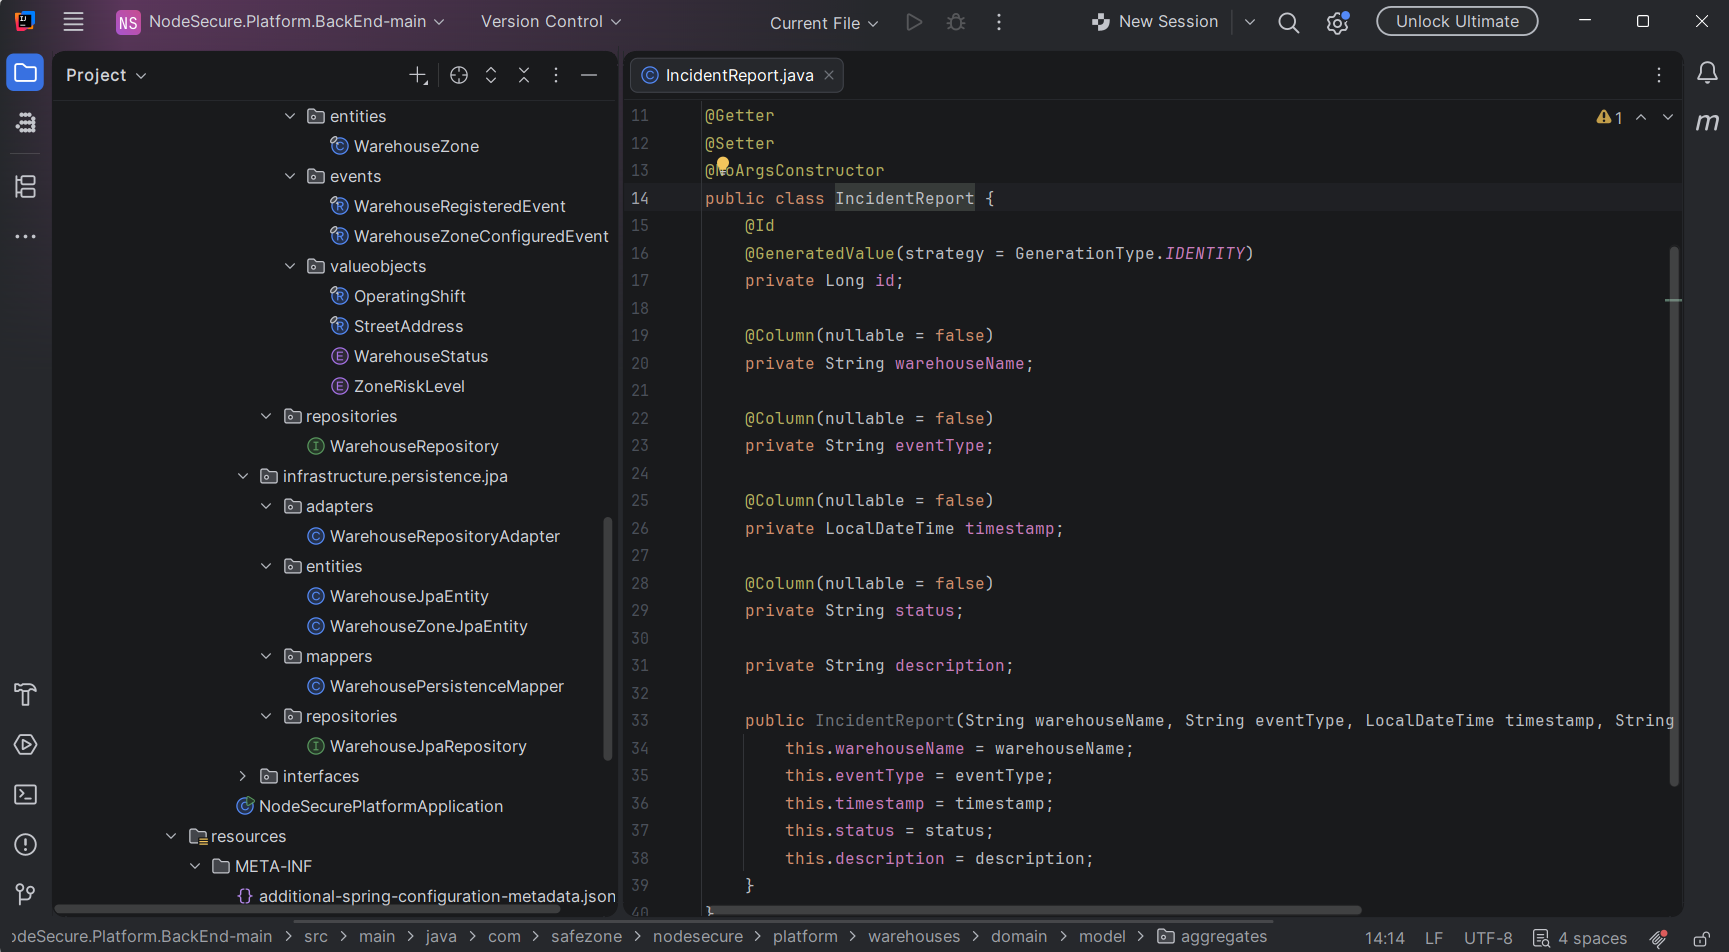 NS NodeSecure.Platform.BackEnd-main Version Control Current File New Session Unlock Ultimate
Project
entities
WarehouseZone
events
WarehouseRegisteredEvent
WarehouseZoneConfiguredEvent
valueobjects
OperatingShift
StreetAddress
WarehouseStatus
ZoneRiskLevel
repositories
WarehouseRepository
infrastructure.persistence.jpa
adapters
WarehouseRepositoryAdapter
entities
WarehouseJpaEntity
WarehouseZoneJpaEntity
mappers
WarehousePersistenceMapper
repositories
WarehouseJpaRepository
interfaces
NodeSecurePlatformApplication
resources
META-INF
additional-spring-configuration-metadata.json
IncidentReport.java
1
11 @Getter
12 @Setter
13 @NoArgsConstructor
14 public class IncidentReport {
15 @Id
16 @GeneratedValue(strategy = GenerationType.IDENTITY)
17 private Long id;
18
19 @Column(nullable = false)
20 private String warehouseName;
21
22 @Column(nullable = false)
23 private String eventType;
24
25 @Column(nullable = false)
26 private LocalDateTime timestamp;
27
28 @Column(nullable = false)
29 private String status;
30
31 private String description;
32
33 public IncidentReport(String warehouseName, String eventType, LocalDateTime timestamp, String
34 this.warehouseName = warehouseName;
35 this.eventType = eventType;
36 this.timestamp = timestamp;
37 this.status = status;
38 this.description = description;
39 }
40 }
odeSecure.Platform.BackEnd-main > src > main > java > com > safezone > nodesecure > platform > warehouses > domain > model > aggregates 14:14 LF UTF-8 4 spaces